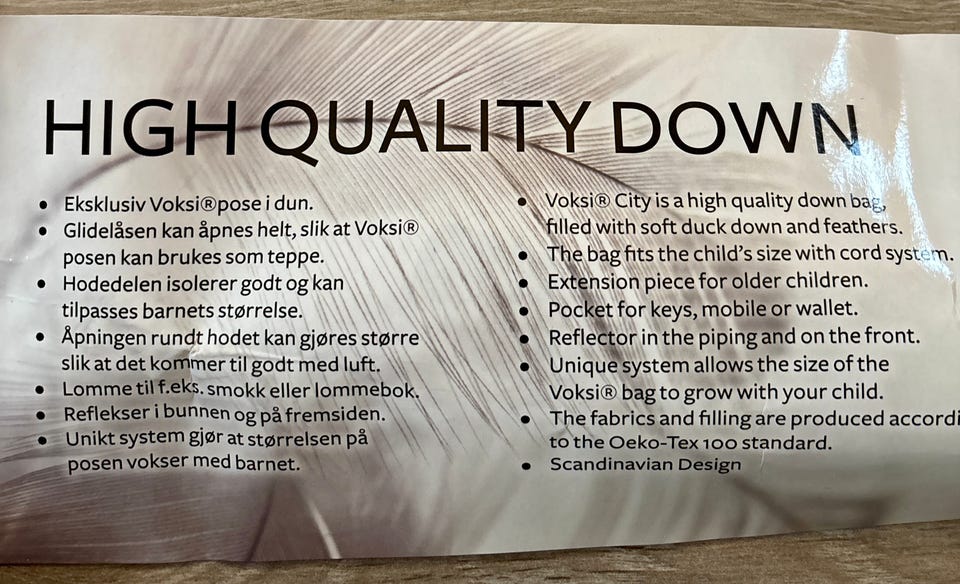 HIGH QUALITY DOWN
• Eksklusiv Voksi®pose i dun.
• Glidelåsen kan åpnes helt, slik at Voksi®
posen kan brukes som teppe.
• Hodedelen isolerer godt og kan
tilpasses barnets størrelse.
• Åpningen rundt hodet kan gjøres større
slik at det kommer til godt med luft.
• Lomme til f.eks. smokk eller lommebok.
• Reflekser i bunnen og på fremsiden.
• Unikt system gjør at størrelsen på
posen vokser med barnet.
• Voksi® City is a high quality down bag,
filled with soft duck down and feathers.
• The bag fits the child's size with cord system.
• Extension piece for older children.
• Pocket for keys, mobile or wallet.
• Reflector in the piping and on the front.
• Unique system allows the size of the
Voksi® bag to grow with your child.
• The fabrics and filling are produced accordi
to the Oeko-Tex 100 standard.
• Scandinavian Design